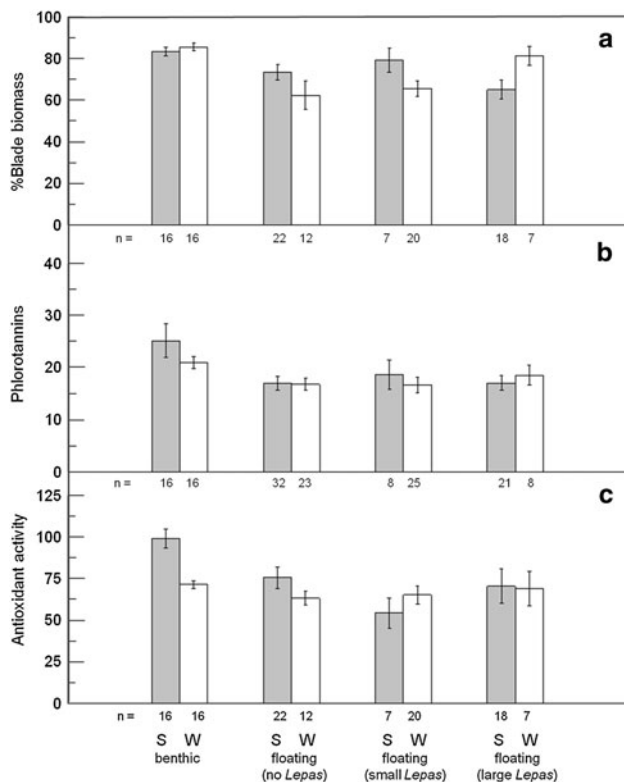 100
80
60
40
20
0
%Blade biomass
a
n = 16 16 22 12 7 20 18 7
40
30
20
10
0
Phlorotannins
b
n = 16 16 32 23 8 25 21 8
125
100
75
50
25
0
Antioxidant activity
c
n = 16 16 22 12 7 20 18 7
S W S W S W S W
benthic floating floating floating
(no Lepas) (small Lepas) (large Lepas)